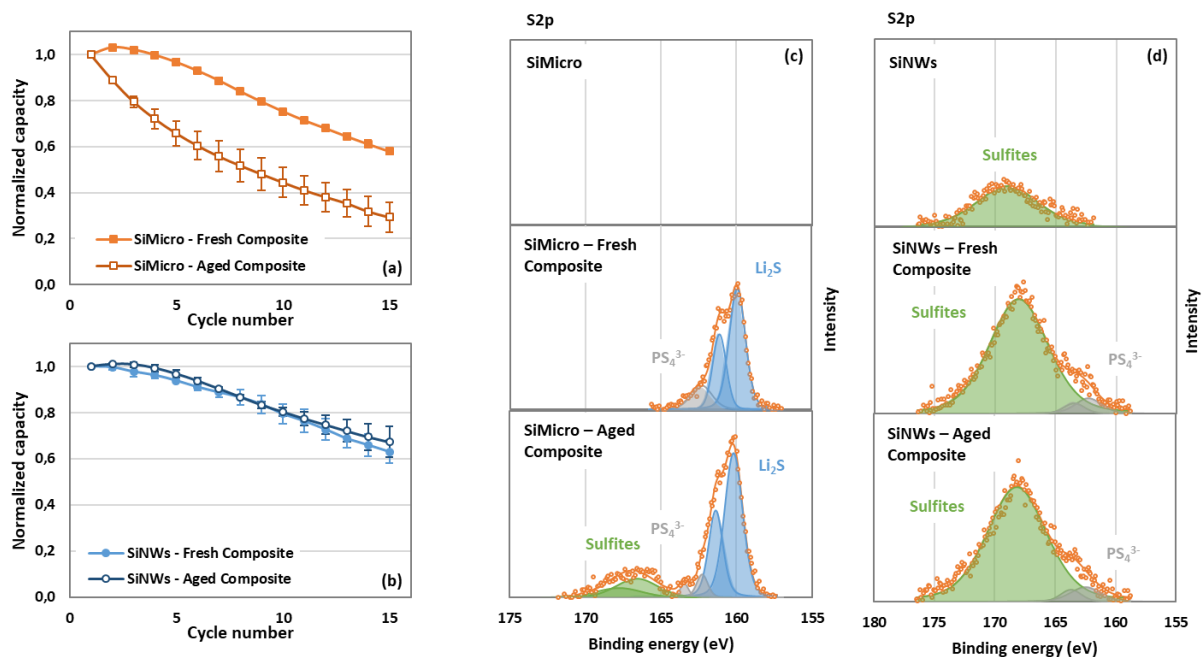 Normalized capacity
1,0
0,8
0,6
0,4
0,2
0,0
SiMicro - Fresh Composite
SiMicro - Aged Composite
(a)
0
5
10
15
Cycle number
Normalized capacity
1,0
0,8
0,6
0,4
0,2
0,0
SiNWs - Fresh Composite
SiNWs - Aged Composite
(b)
0
5
10
15
Cycle number
S2p
SiMicro
(c)
SiMicro – Fresh
Composite
Li₂S
PS₄³⁻
SiMicro – Aged
Composite
Li₂S
PS₄³⁻
Sulfites
Intensity
175
170
165
160
155
Binding energy (eV)
S2p
SiNWs
(d)
Sulfites
SiNWs – Fresh
Composite
Sulfites
PS₄³⁻
SiNWs – Aged
Composite
Sulfites
PS₄³⁻
Intensity
180
175
170
165
160
155
Binding energy (eV)